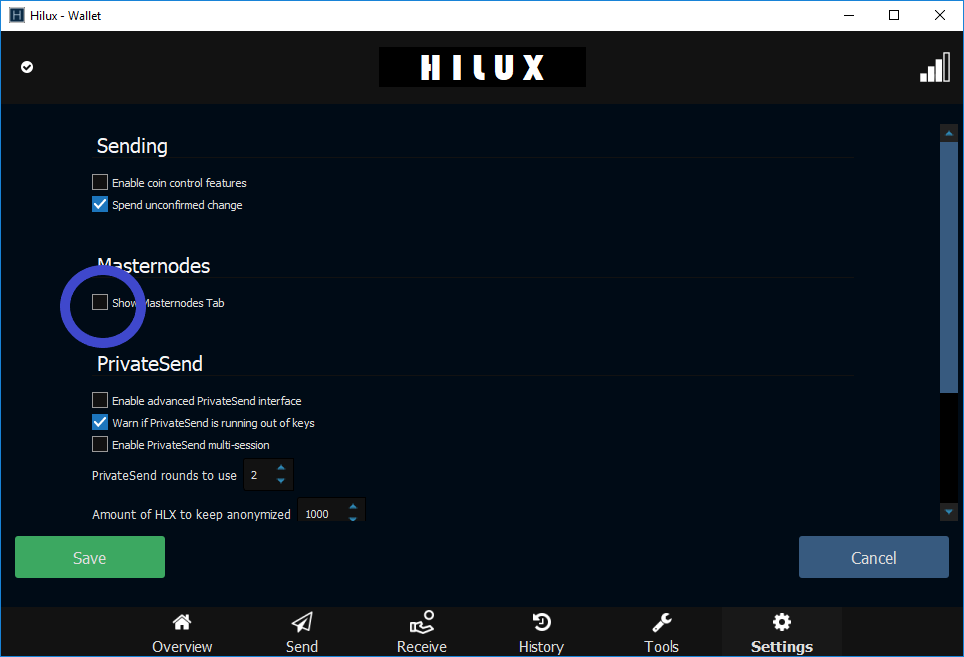 Hilux - Wallet
HILUX
Sending
Enable coin control features
Spend unconfirmed change
Masternodes
Show Masternodes Tab
PrivateSend
Enable advanced PrivateSend interface
Warn if PrivateSend is running out of keys
Enable PrivateSend multi-session
PrivateSend rounds to use 2
Amount of HLX to keep anonymized 1000
Save Cancel
Overview Send Receive History Tools Settings